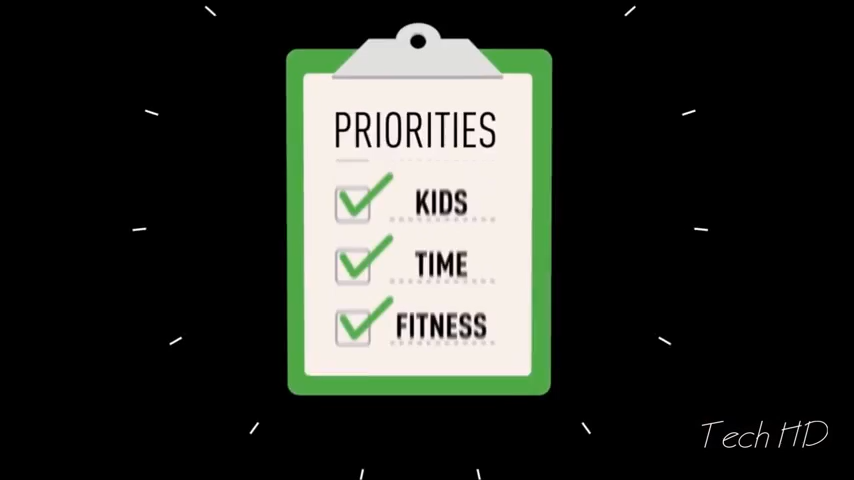 PRIORITIES
KIDS
TIME
FITNESS
Tech HD